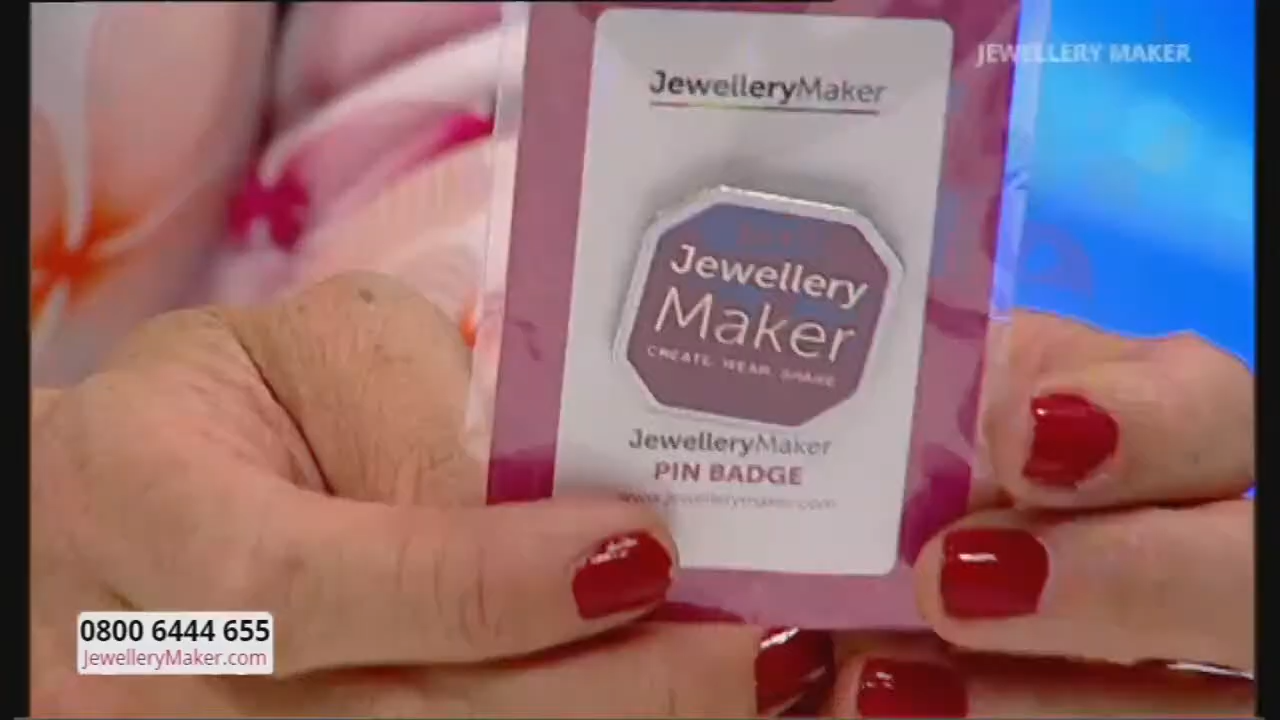 JEWELLERY MAKER
JewelleryMaker
Jewellery
Maker
CREATE. WEAR. SHARE
JewelleryMaker
PIN BADGE
www.jewellerymaker.com
0800 6444 655
JewelleryMaker.com